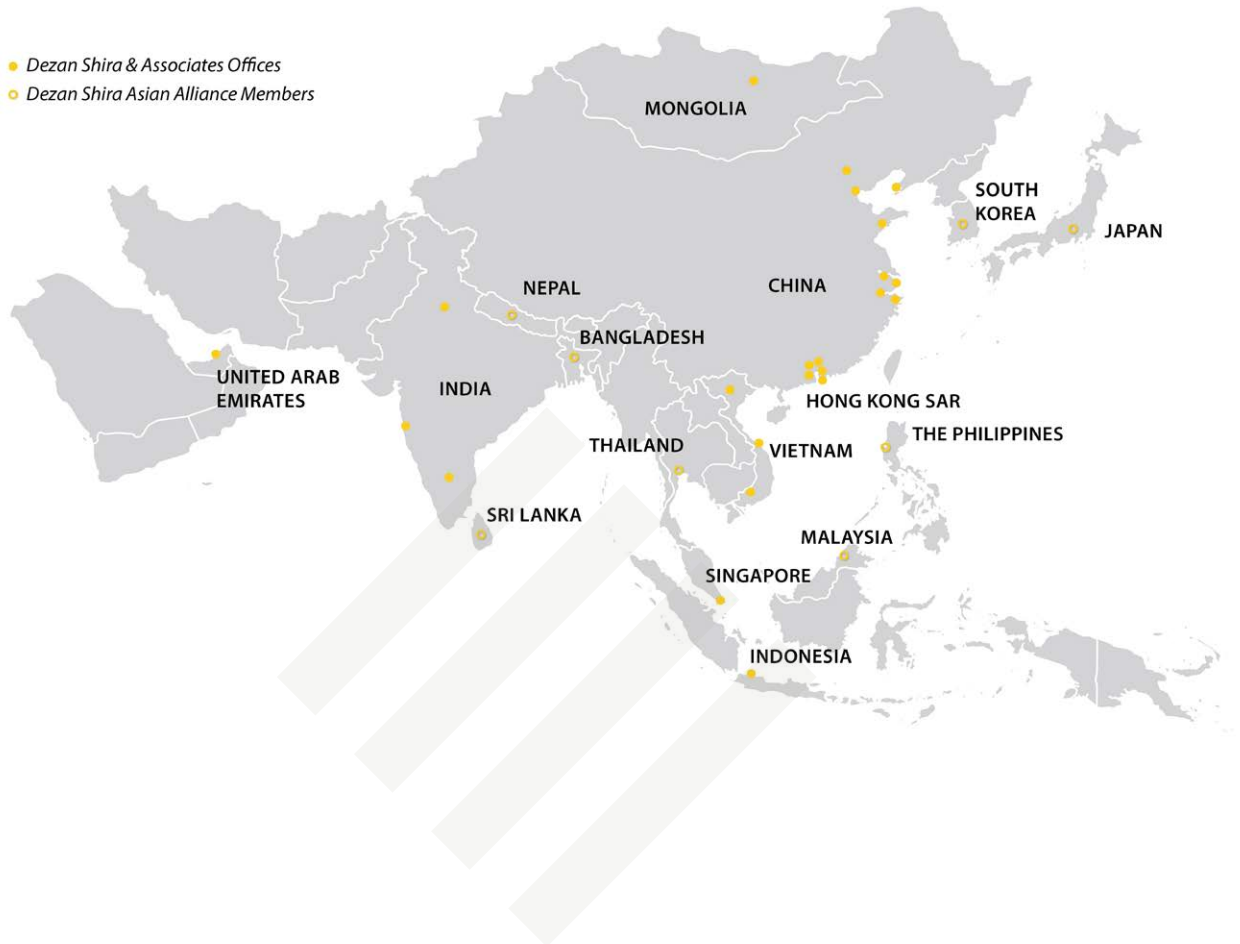 Dezan Shira & Associates Offices
Dezan Shira Asian Alliance Members
MONGOLIA
SOUTH
KOREA
JAPAN
CHINA
NEPAL
BANGLADESH
UNITED ARAB
EMIRATES
INDIA
HONG KONG SAR
THE PHILIPPINES
THAILAND
VIETNAM
SRI LANKA
MALAYSIA
SINGAPORE
INDONESIA